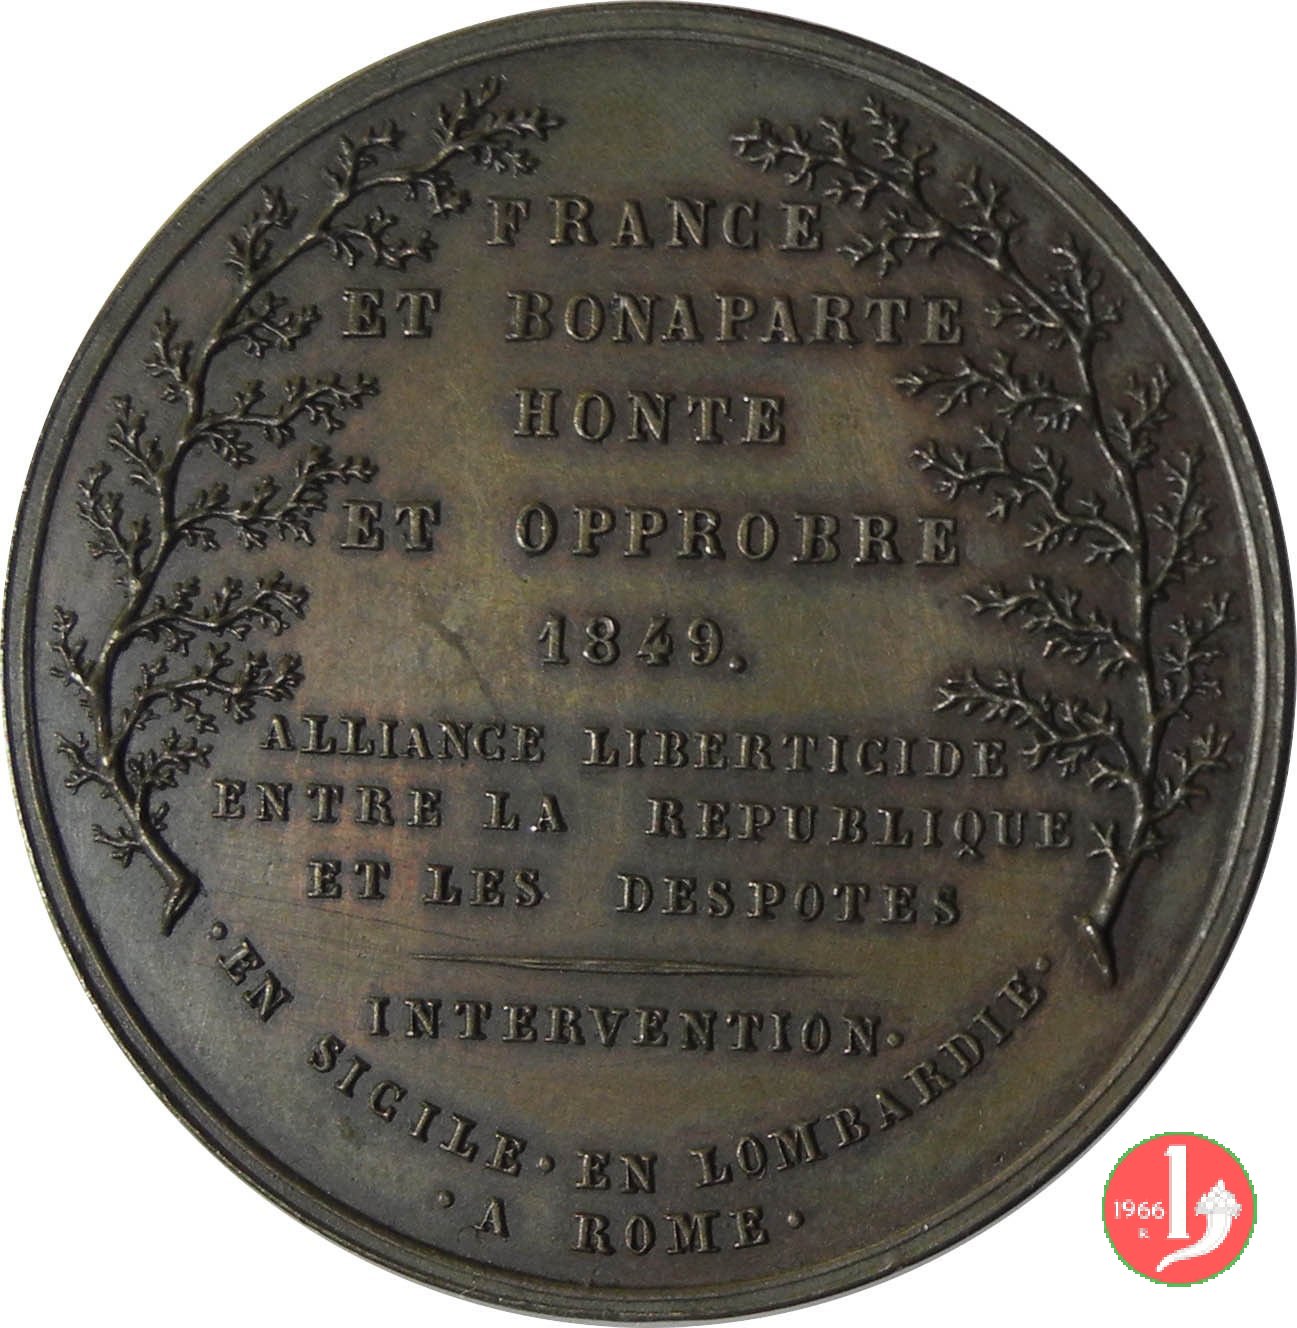 FRANCE
ET BONAPARTE
HONTE
ET OPPROBRE
1849.
ALLIANCE LIBERTICIDE
ENTRE LA REPUBLIQUE
ET LES DESPOTES
INTERVENTION.
· EN SICILE · EN LOMBARDIE ·
· A ROME ·
1966
R